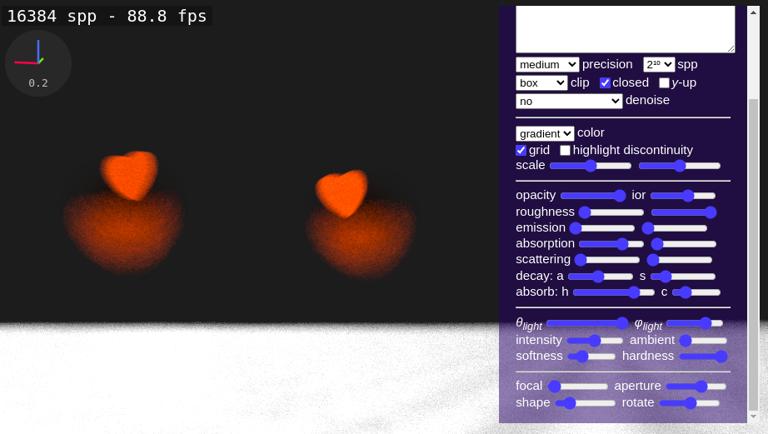 16384 spp - 88.8 fps
0.2
medium precision 2¹⁰ spp
box clip closed y-up
no denoise
gradient color
grid highlight discontinuity
scale
opacity ior
roughness
emission
absorption
scattering
decay: a s
absorb: h c
θlight φlight
intensity ambient
softness hardness
focal aperture
shape rotate